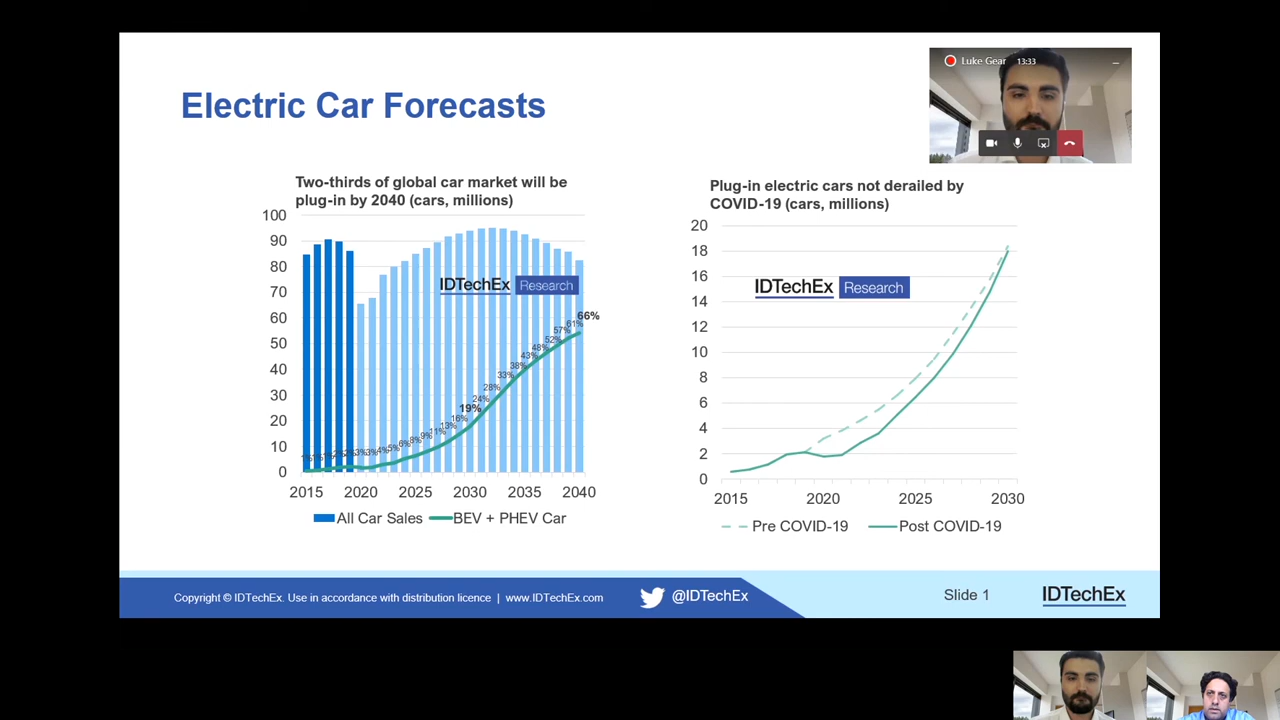 Luke Gear 13:33
Electric Car Forecasts
Two-thirds of global car market will be
plug-in by 2040 (cars, millions)
100
90
80
70
60
50
40
30
20
10
0
IDTechEx Research
1% 1% 1% 2% 2% 3% 3% 4% 5% 6% 8% 9% 11% 13% 16% 19% 24% 28% 33% 38% 43% 48% 52% 57% 61% 66%
2015 2020 2025 2030 2035 2040
All Car Sales BEV + PHEV Car
Plug-in electric cars not derailed by
COVID-19 (cars, millions)
20
18
16
14
12
10
8
6
4
2
0
IDTechEx Research
2015 2020 2025 2030
Pre COVID-19 Post COVID-19
Copyright © IDTechEx. Use in accordance with distribution licence | www.IDTechEx.com
@IDTechEx
Slide 1
IDTechEx